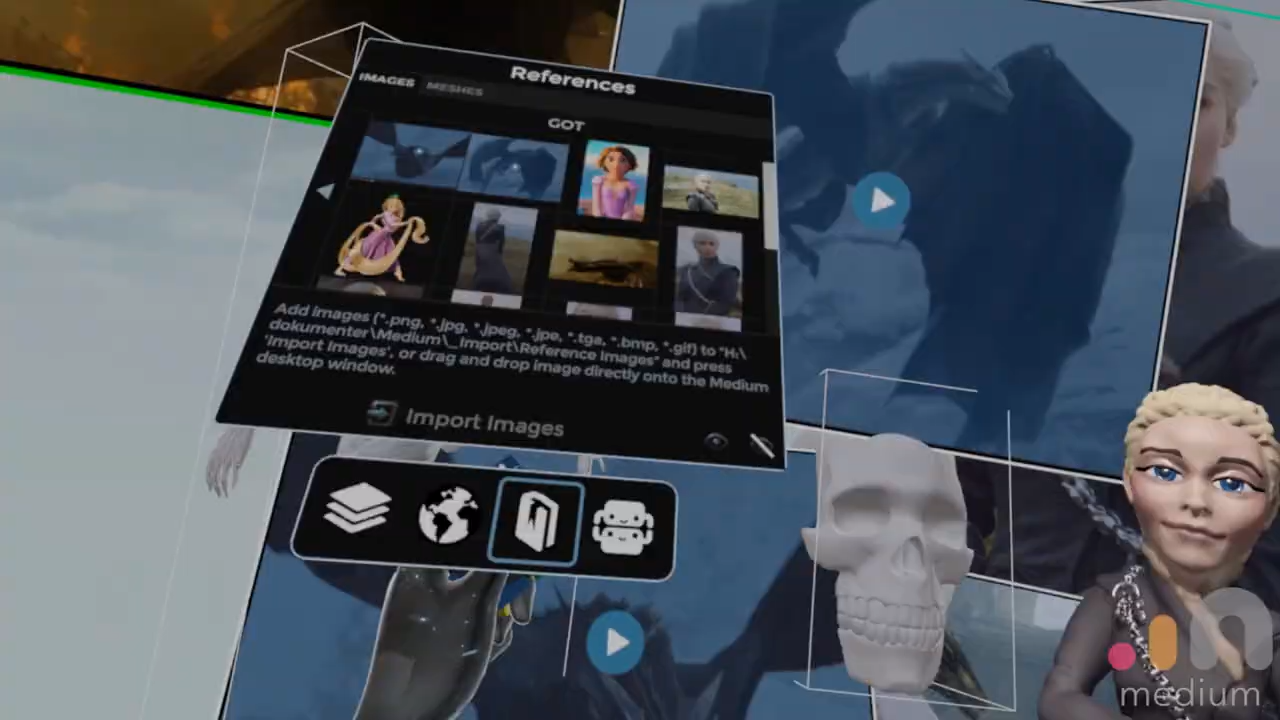 References
IMAGES MESHES
GOT
Add images (*.png, *.jpg, *.jpeg, *.jpe, *.tga, *.bmp, *.gif) to "H:\
dokumenter\Medium\_Import\Reference Images" and press
'Import Images', or drag and drop image directly onto the Medium
desktop window.
Import Images
medium